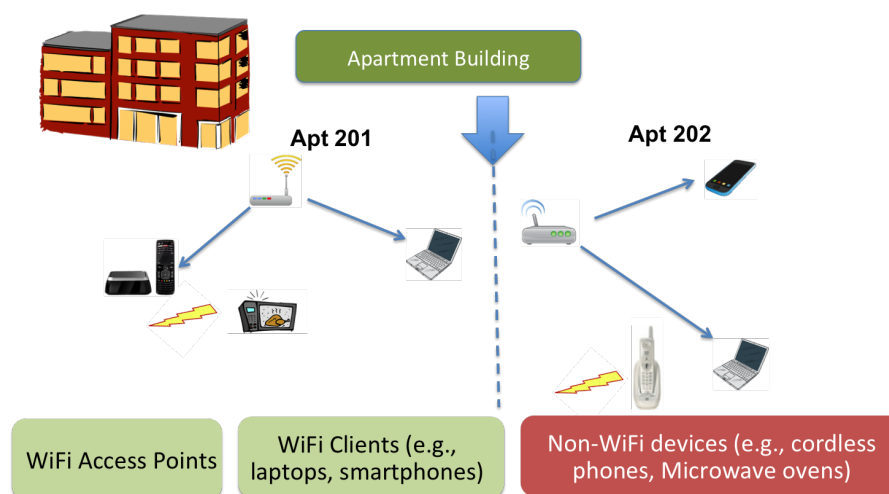 Apartment Building
Apt 201
Apt 202
WiFi Access Points
WiFi Clients (e.g.,
laptops, smartphones)
Non-WiFi devices (e.g., cordless
phones, Microwave ovens)